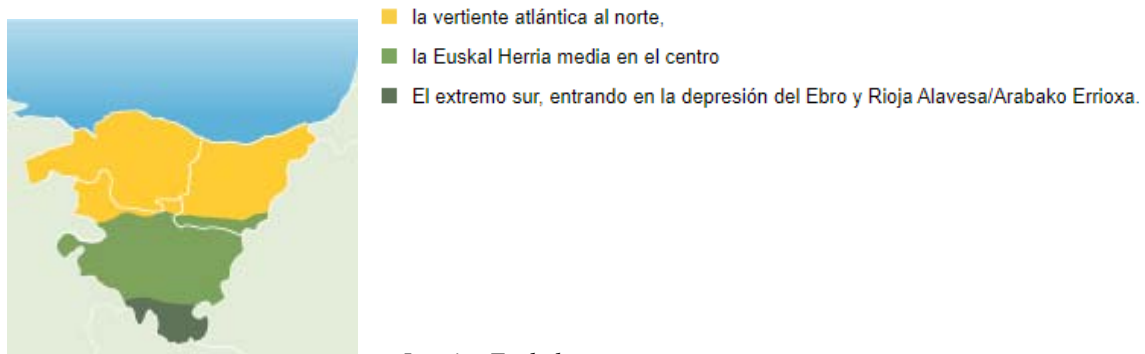 la vertiente atlántica al norte,
la Euskal Herria media en el centro
El extremo sur, entrando en la depresión del Ebro y Rioja Alavesa/Arabako Errioxa.